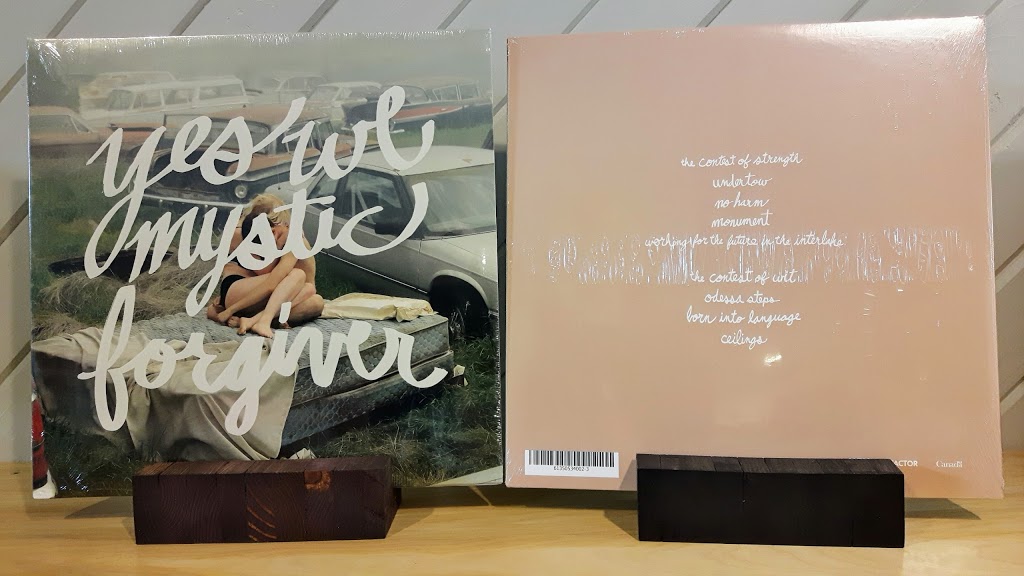 yes we
mystic
forgiver
the contest of strength
undertow
no harm
monument
working for the future in the interlake
the contest of wit
odessa steps
born into language
ceilings
ACTOR
Canada